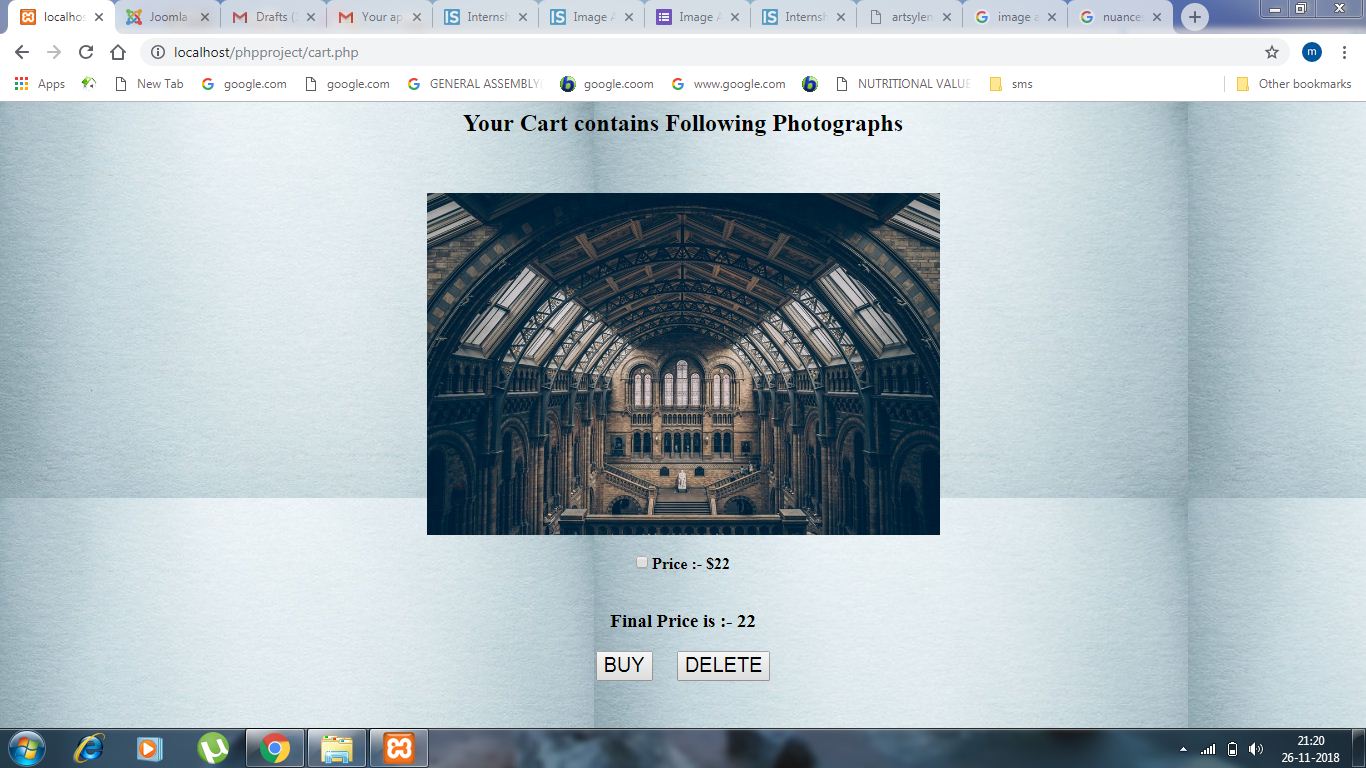 localhos
Joomla
Drafts (
Your ap
Internsh
Image A
Image A
Internsh
artsylen
image a
nuance
localhost/phpproject/cart.php
m
Apps
New Tab
google.com
google.com
GENERAL ASSEMBLY
google.coom
www.google.com
NUTRITIONAL VALUE
sms
Other bookmarks
Your Cart contains Following Photographs
Price :- $22
Final Price is :- 22
BUY DELETE
21:20
26-11-2018